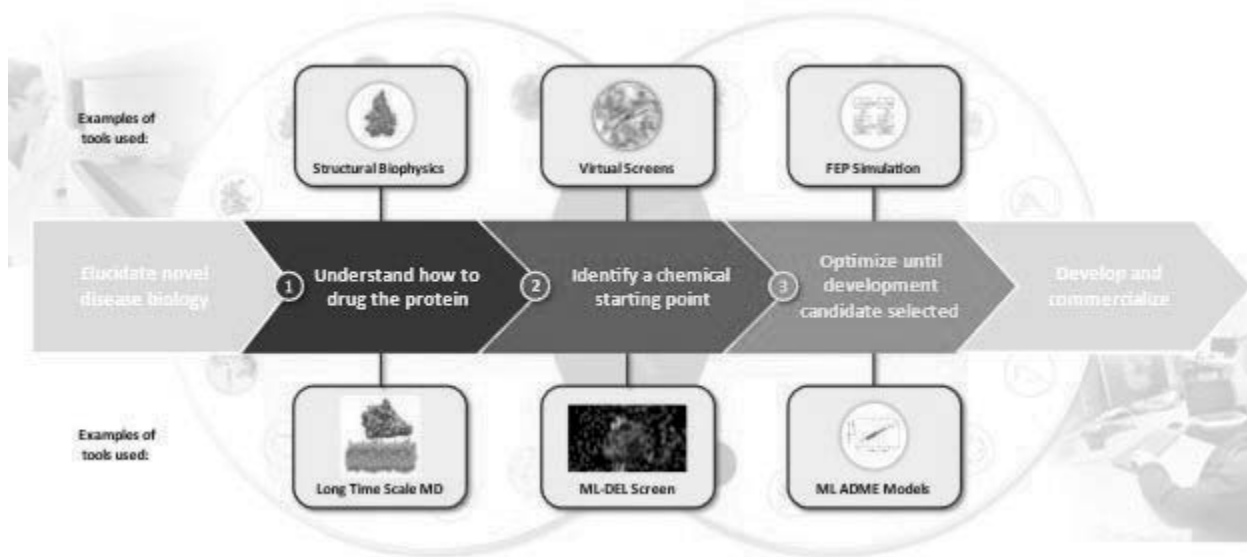 Examples of
tools used:
Structural Biophysics
Virtual Screens
FEP Simulation
Elucidate novel
disease biology
1
Understand how to
drug the protein
2
Identify a chemical
starting point
3
Optimize until
development
candidate selected
Develop and
commercialize
Examples of
tools used:
Long Time Scale MD
ML-DEL Screen
ML ADME Models